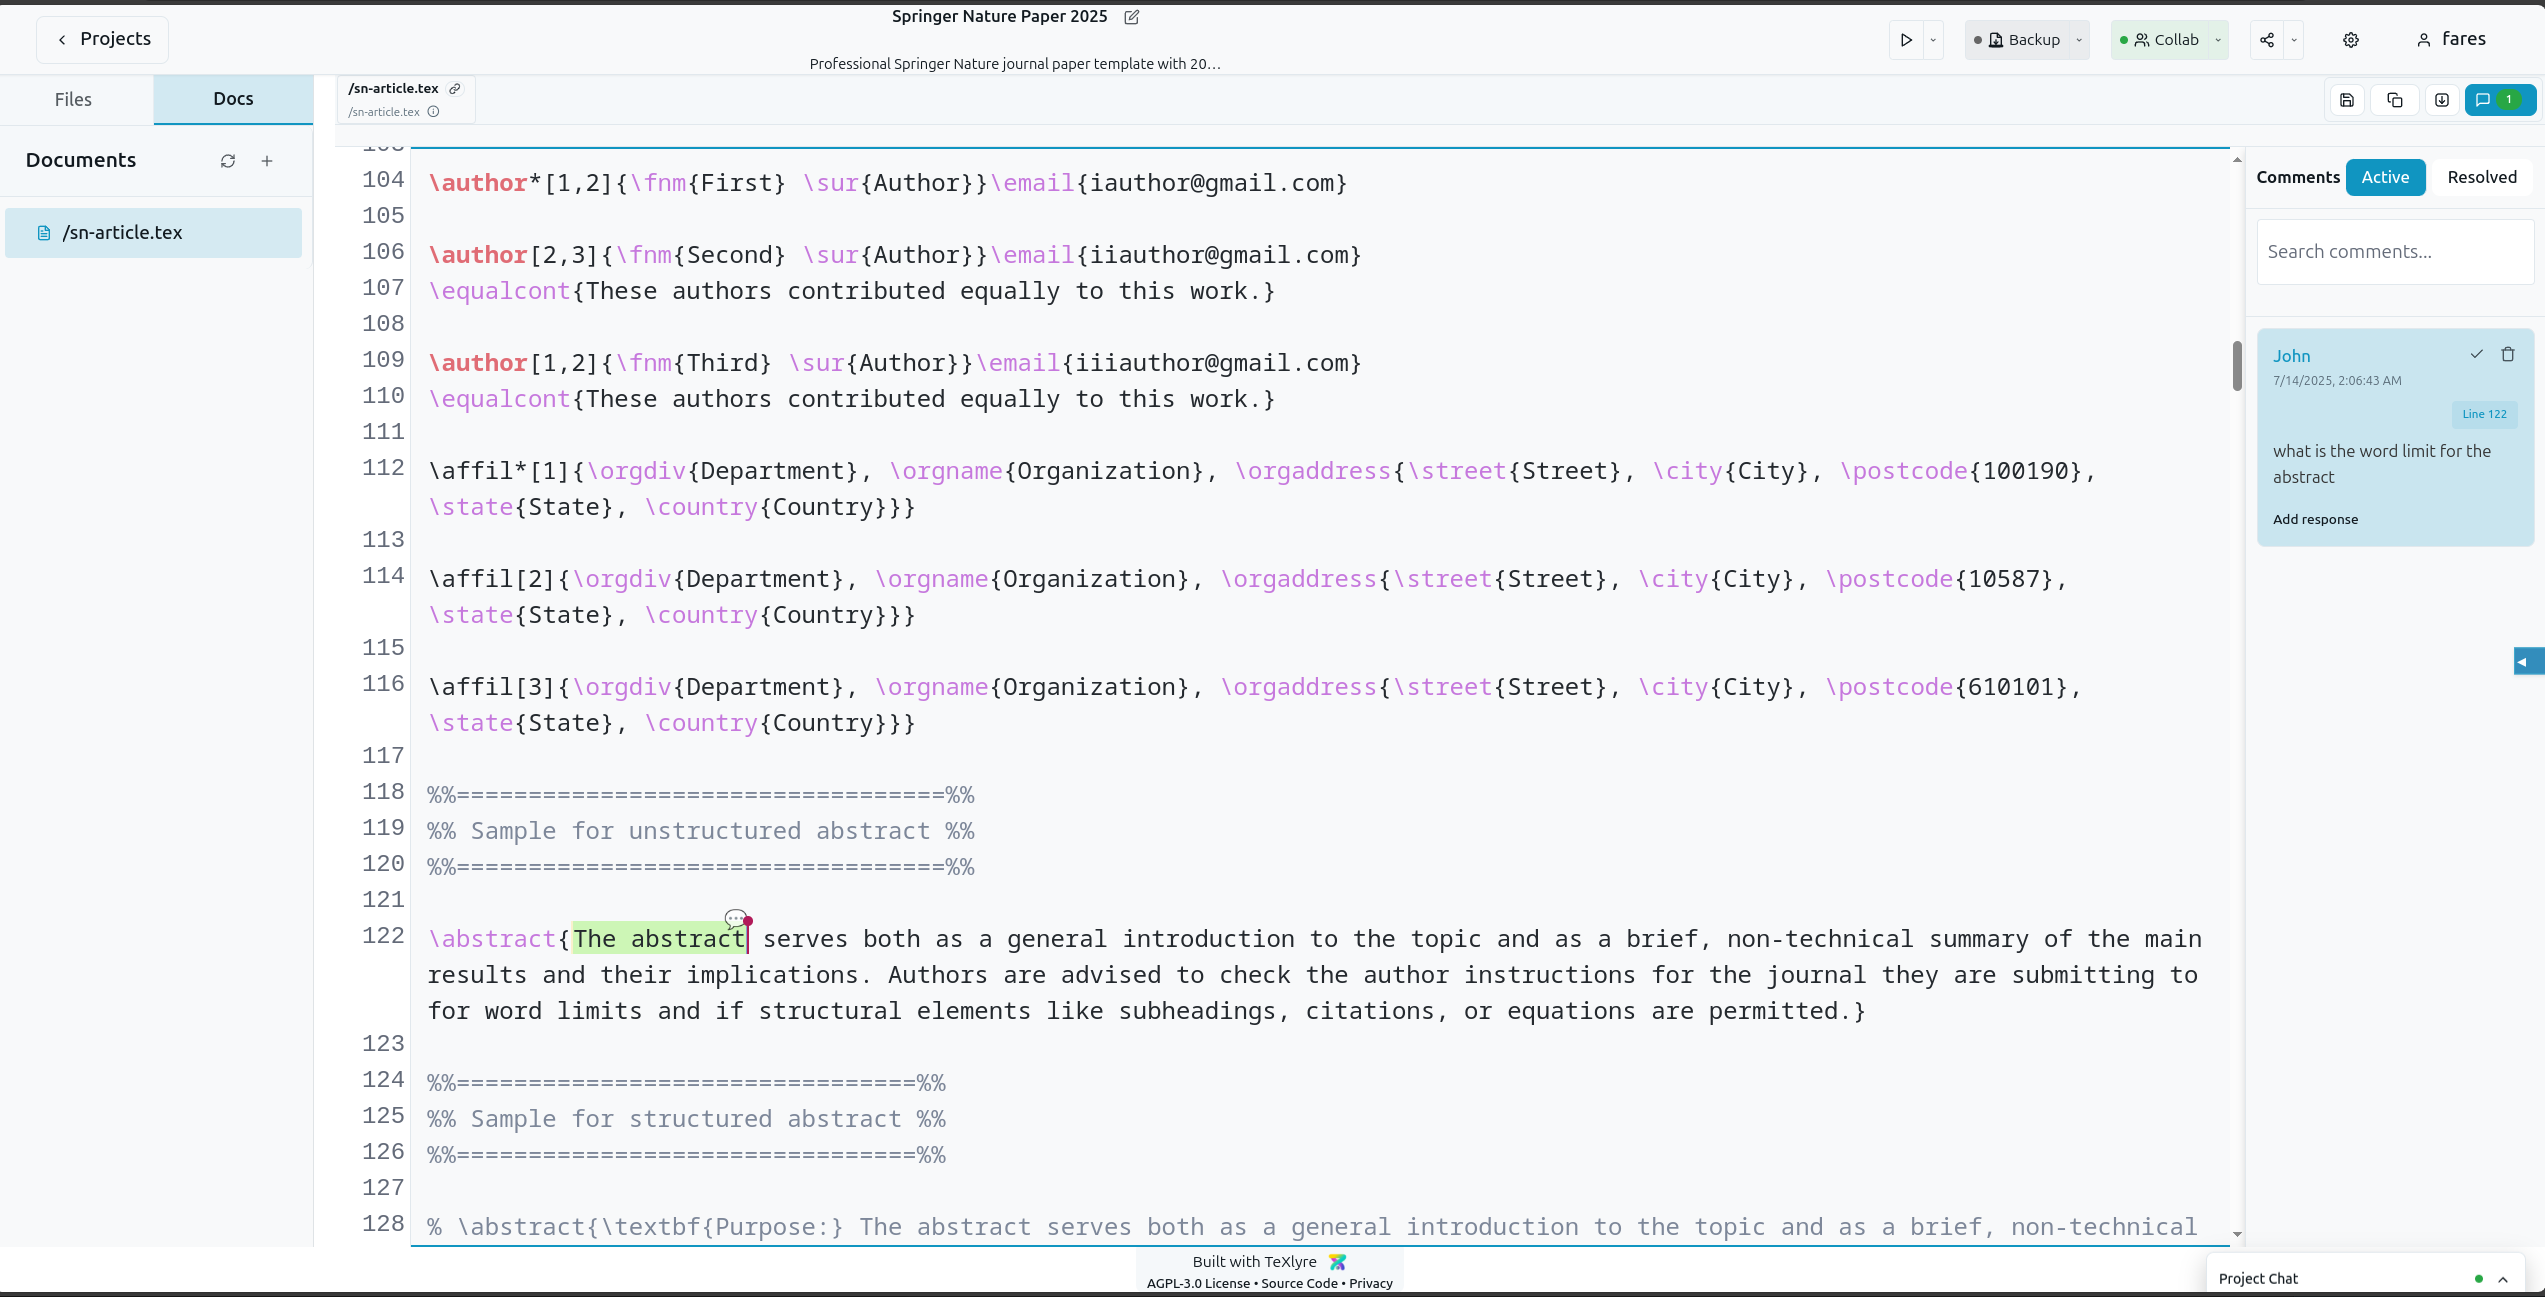 Springer Nature Paper 2025
Projects
Professional Springer Nature journal paper template with 20...
Backup
Collab
fares
Files
Docs
/sn-article.tex
/sn-article.tex
1
Documents
/sn-article.tex
103
104 \author*[1,2]{\fnm{First} \sur{Author}}\email{iauthor@gmail.com}
105
106 \author[2,3]{\fnm{Second} \sur{Author}}\email{iiauthor@gmail.com}
107 \equalcont{These authors contributed equally to this work.}
108
109 \author[1,2]{\fnm{Third} \sur{Author}}\email{iiiauthor@gmail.com}
110 \equalcont{These authors contributed equally to this work.}
111
112 \affil*[1]{\orgdiv{Department}, \orgname{Organization}, \orgaddress{\street{Street}, \city{City}, \postcode{100190},
\state{State}, \country{Country}}}
113
114 \affil[2]{\orgdiv{Department}, \orgname{Organization}, \orgaddress{\street{Street}, \city{City}, \postcode{10587},
\state{State}, \country{Country}}}
115
116 \affil[3]{\orgdiv{Department}, \orgname{Organization}, \orgaddress{\street{Street}, \city{City}, \postcode{610101},
\state{State}, \country{Country}}}
117
118 %%==================================%%
119 %% Sample for unstructured abstract %%
120 %%==================================%%
121
122 \abstract{The abstract serves both as a general introduction to the topic and as a brief, non-technical summary of the main
results and their implications. Authors are advised to check the author instructions for the journal they are submitting to
for word limits and if structural elements like subheadings, citations, or equations are permitted.}
123
124 %%================================%%
125 %% Sample for structured abstract %%
126 %%================================%%
127
128 % \abstract{\textbf{Purpose:} The abstract serves both as a general introduction to the topic and as a brief, non-technical
Comments
Active
Resolved
Search comments...
John
7/14/2025, 2:06:43 AM
Line 122
what is the word limit for the
abstract
Add response
Built with TeXlyre
AGPL-3.0 License • Source Code • Privacy
Project Chat